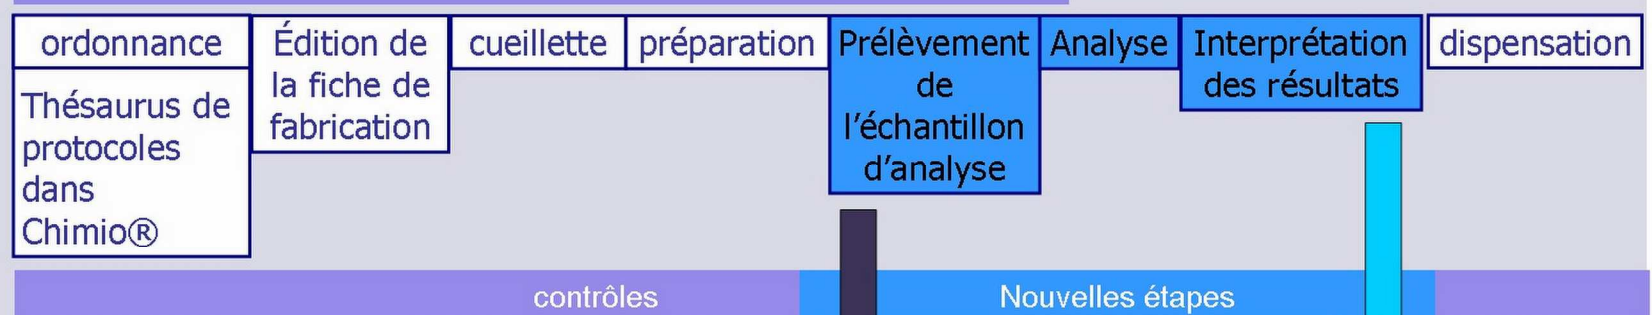 ordonnance
Thésaurus de
protocoles
dans
Chimio®
Édition de
la fiche de
fabrication
cueillette
préparation
Prélèvement
de
l'échantillon
d'analyse
Analyse
Interprétation
des résultats
dispensation
contrôles
Nouvelles étapes